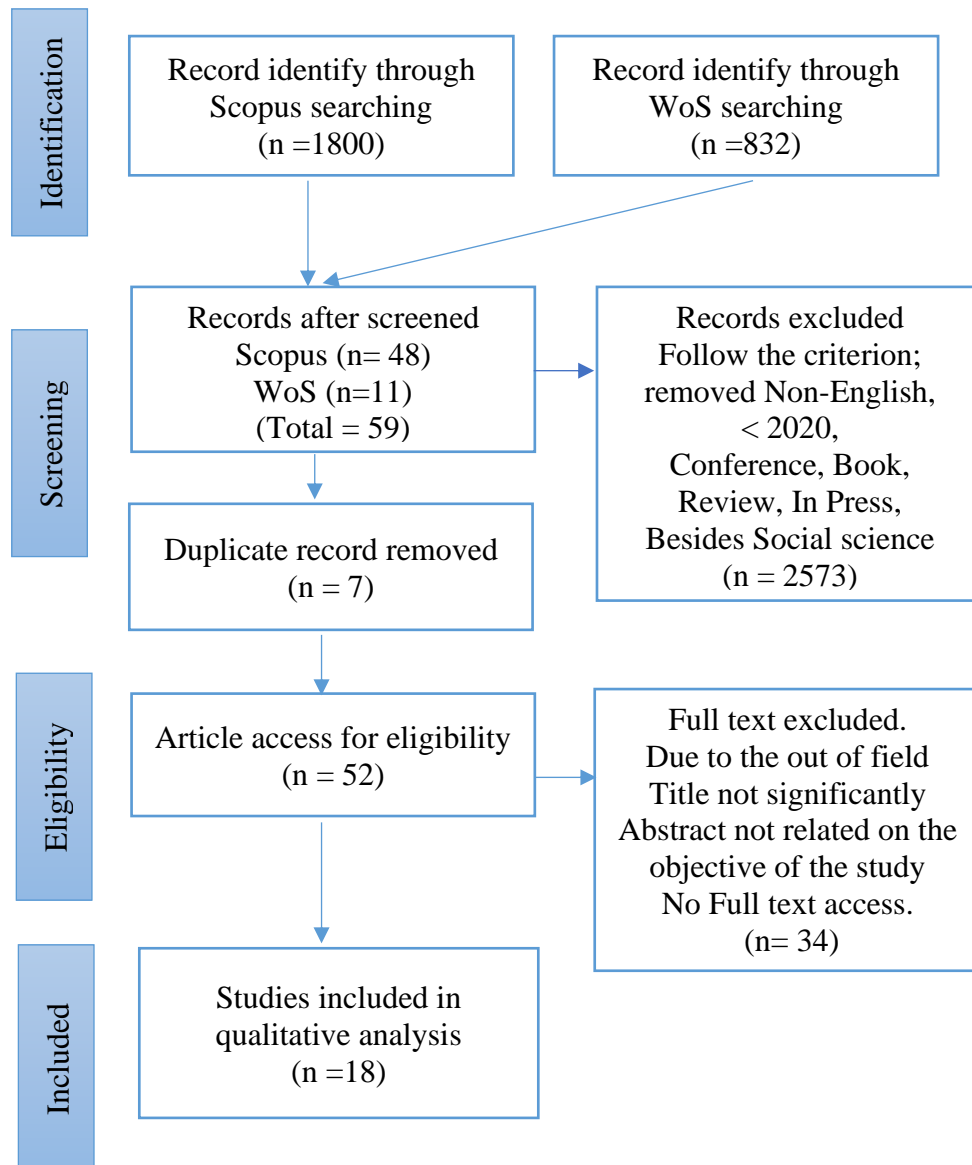 Identification
Record identify through
Scopus searching
(n =1800)
Record identify through
WoS searching
(n =832)
Screening
Records after screened
Scopus (n= 48)
WoS (n=11)
(Total = 59)
Records excluded
Follow the criterion;
removed Non-English,
< 2020,
Conference, Book,
Review, In Press,
Besides Social science
(n = 2573)
Duplicate record removed
(n = 7)
Eligibility
Article access for eligibility
(n = 52)
Full text excluded.
Due to the out of field
Title not significantly
Abstract not related on the
objective of the study
No Full text access.
(n= 34)
Included
Studies included in
qualitative analysis
(n =18)